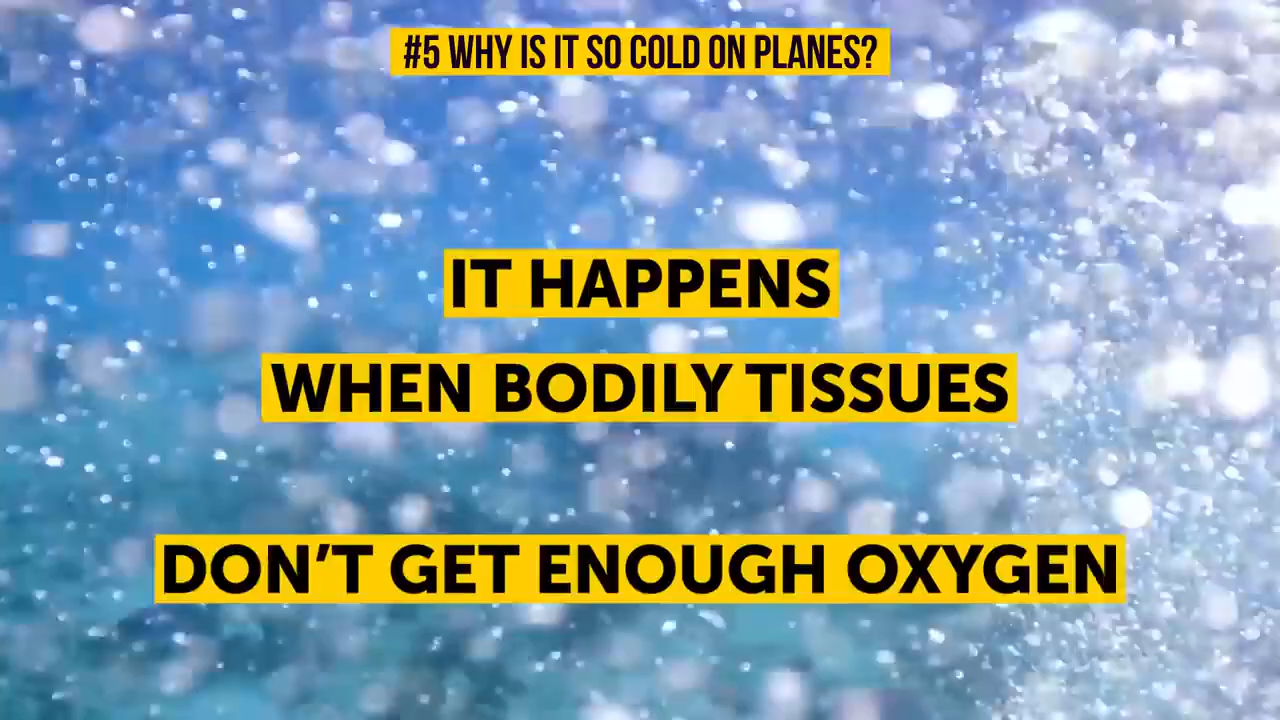 #5 WHY IS IT SO COLD ON PLANES?
IT HAPPENS
WHEN BODILY TISSUES
DON’T GET ENOUGH OXYGEN